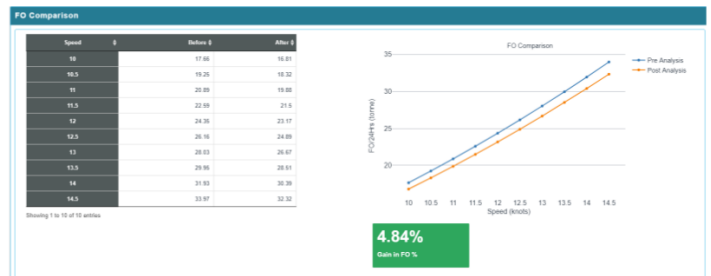 FO Comparison
Speed Before After
10 17.66 16.81
10.5 19.25 18.32
11 20.89 19.88
11.5 22.59 21.5
12 24.35 23.17
12.5 26.16 24.89
13 28.03 26.67
13.5 29.95 28.51
14 31.93 30.39
14.5 33.97 32.32
Showing 1 to 10 of 10 entries
FO Comparison
35
30
25
20
FO/24Hrs (tonne)
10 10.5 11 11.5 12 12.5 13 13.5 14 14.5
Speed (knots)
Pre Analysis
Post Analysis
4.84%
Gain in FO %